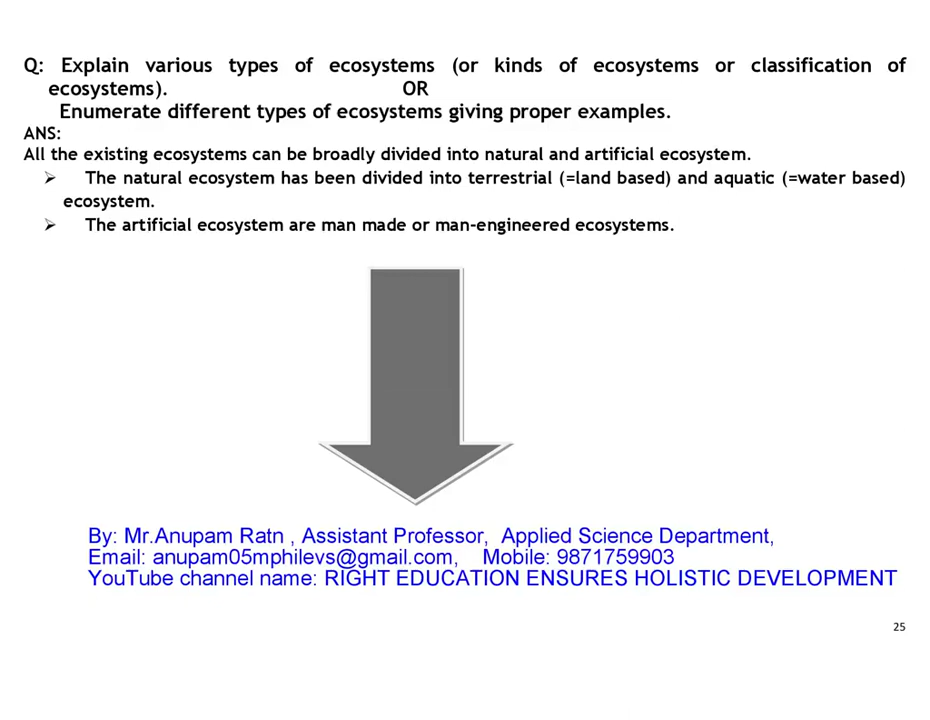 Q: Explain various types of ecosystems (or kinds of ecosystems or classification of
ecosystems). OR
Enumerate different types of ecosystems giving proper examples.
ANS:
All the existing ecosystems can be broadly divided into natural and artificial ecosystem.
➢ The natural ecosystem has been divided into terrestrial (=land based) and aquatic (=water based)
ecosystem.
➢ The artificial ecosystem are man made or man-engineered ecosystems.
By: Mr.Anupam Ratn , Assistant Professor, Applied Science Department,
Email: anupam05mphilevs@gmail.com, Mobile: 9871759903
YouTube channel name: RIGHT EDUCATION ENSURES HOLISTIC DEVELOPMENT
25